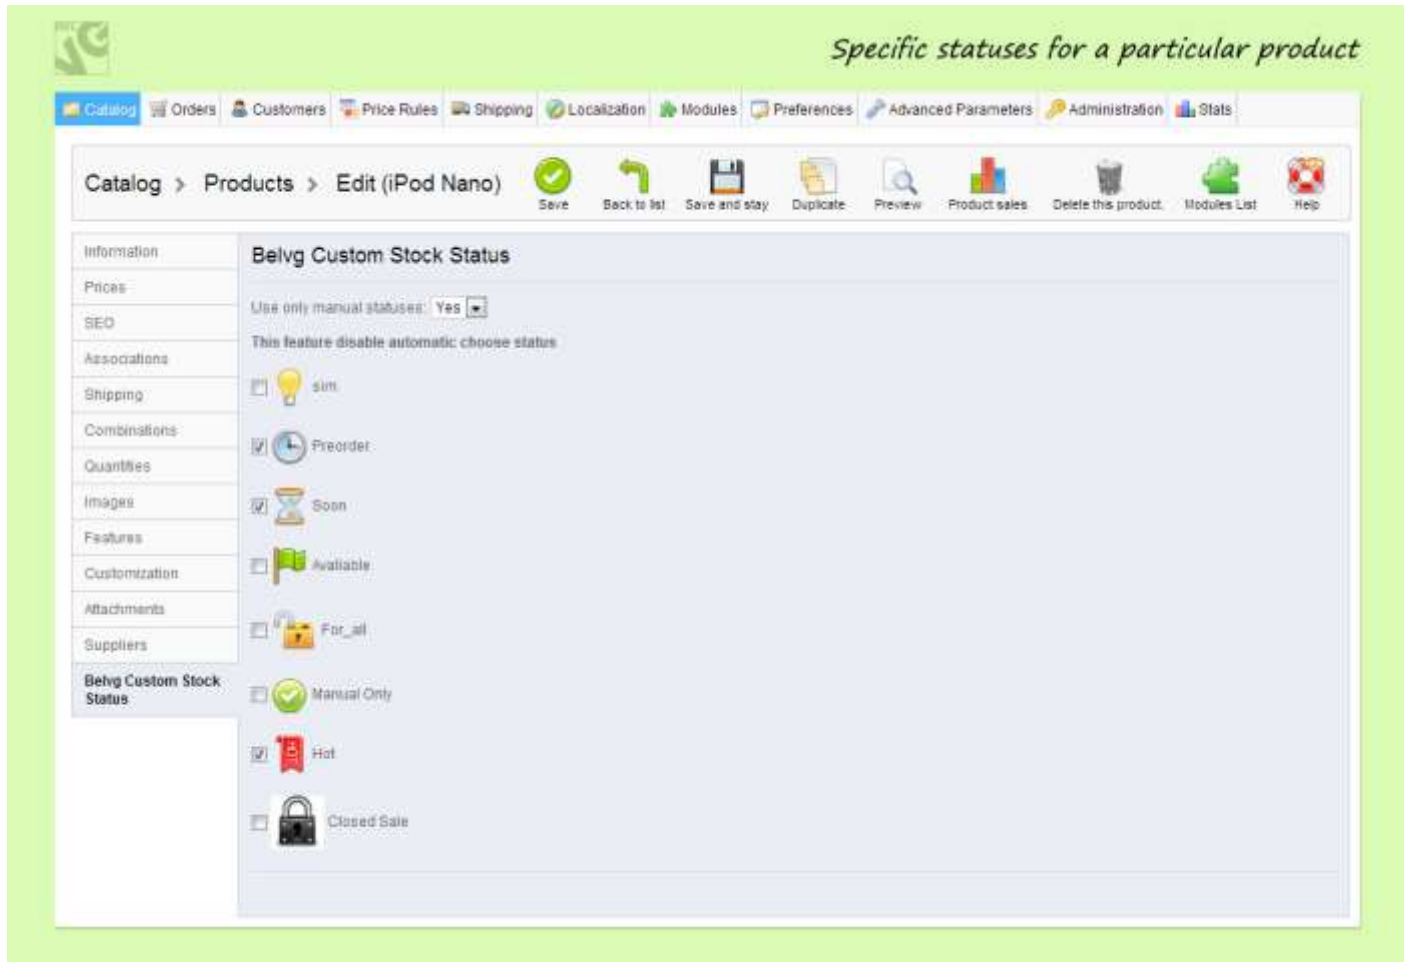 Specific statuses for a particular product
Catalog Orders Customers Price Rules Shipping Localization Modules Preferences Advanced Parameters Administration Stats
Catalog > Products > Edit (iPod Nano)
Save Back to list Save and stay Duplicate Preview Product sales Delete this product. Modules List Help
Information
Prices
SEO
Associations
Shipping
Combinations
Quantities
Images
Features
Customization
Attachments
Suppliers
Belvg Custom Stock
Status
Belvg Custom Stock Status
Use only manual statuses: Yes
This feature disable automatic choose status
sim
Preorder
Soon
Avaliable
For_all
Manual Only
Hot
Closed Sale